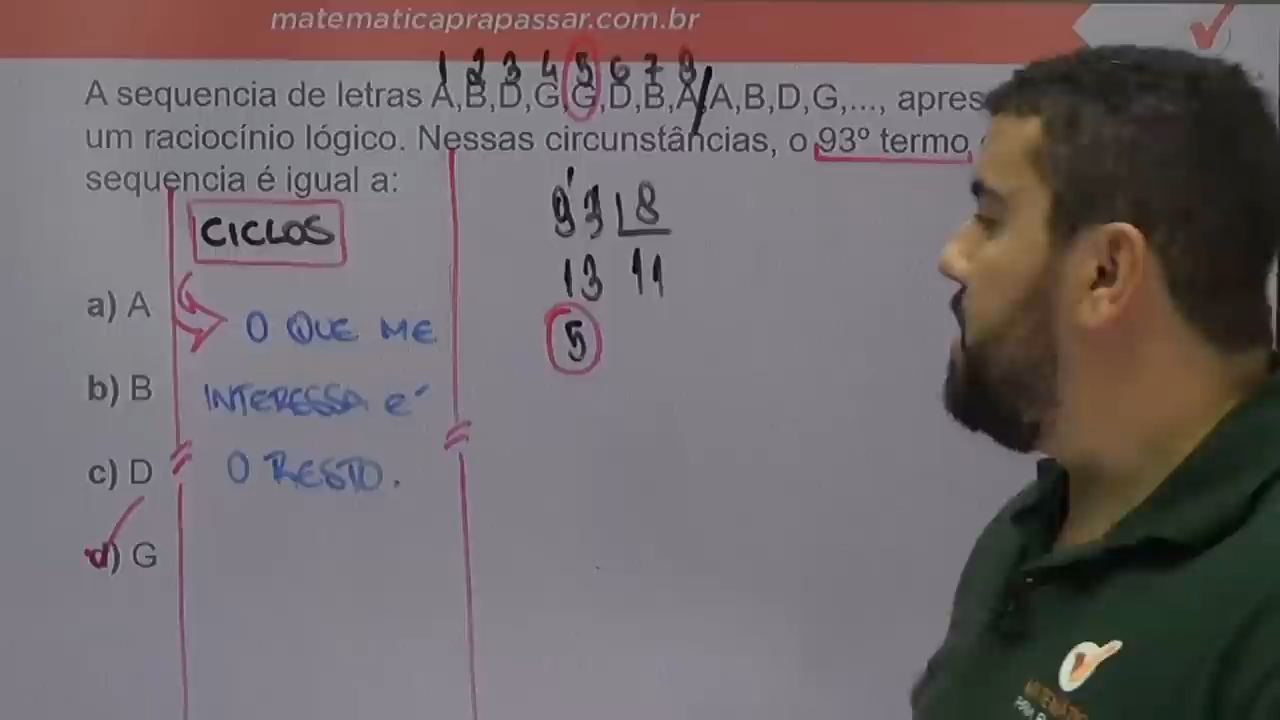 matematicaprapassar.com.br
1 2 3 4 5 6 7 8
A sequencia de letras A,B,D,G,G,D,B,A/A,B,D,G,..., apres
um raciocínio lógico. Nessas circunstâncias, o 93º termo
sequencia é igual a:
93 8
CICLOS
13 11
a) A
O QUE ME
5
b) B
INTERESSA É
c) D
O RESTO.
d) G